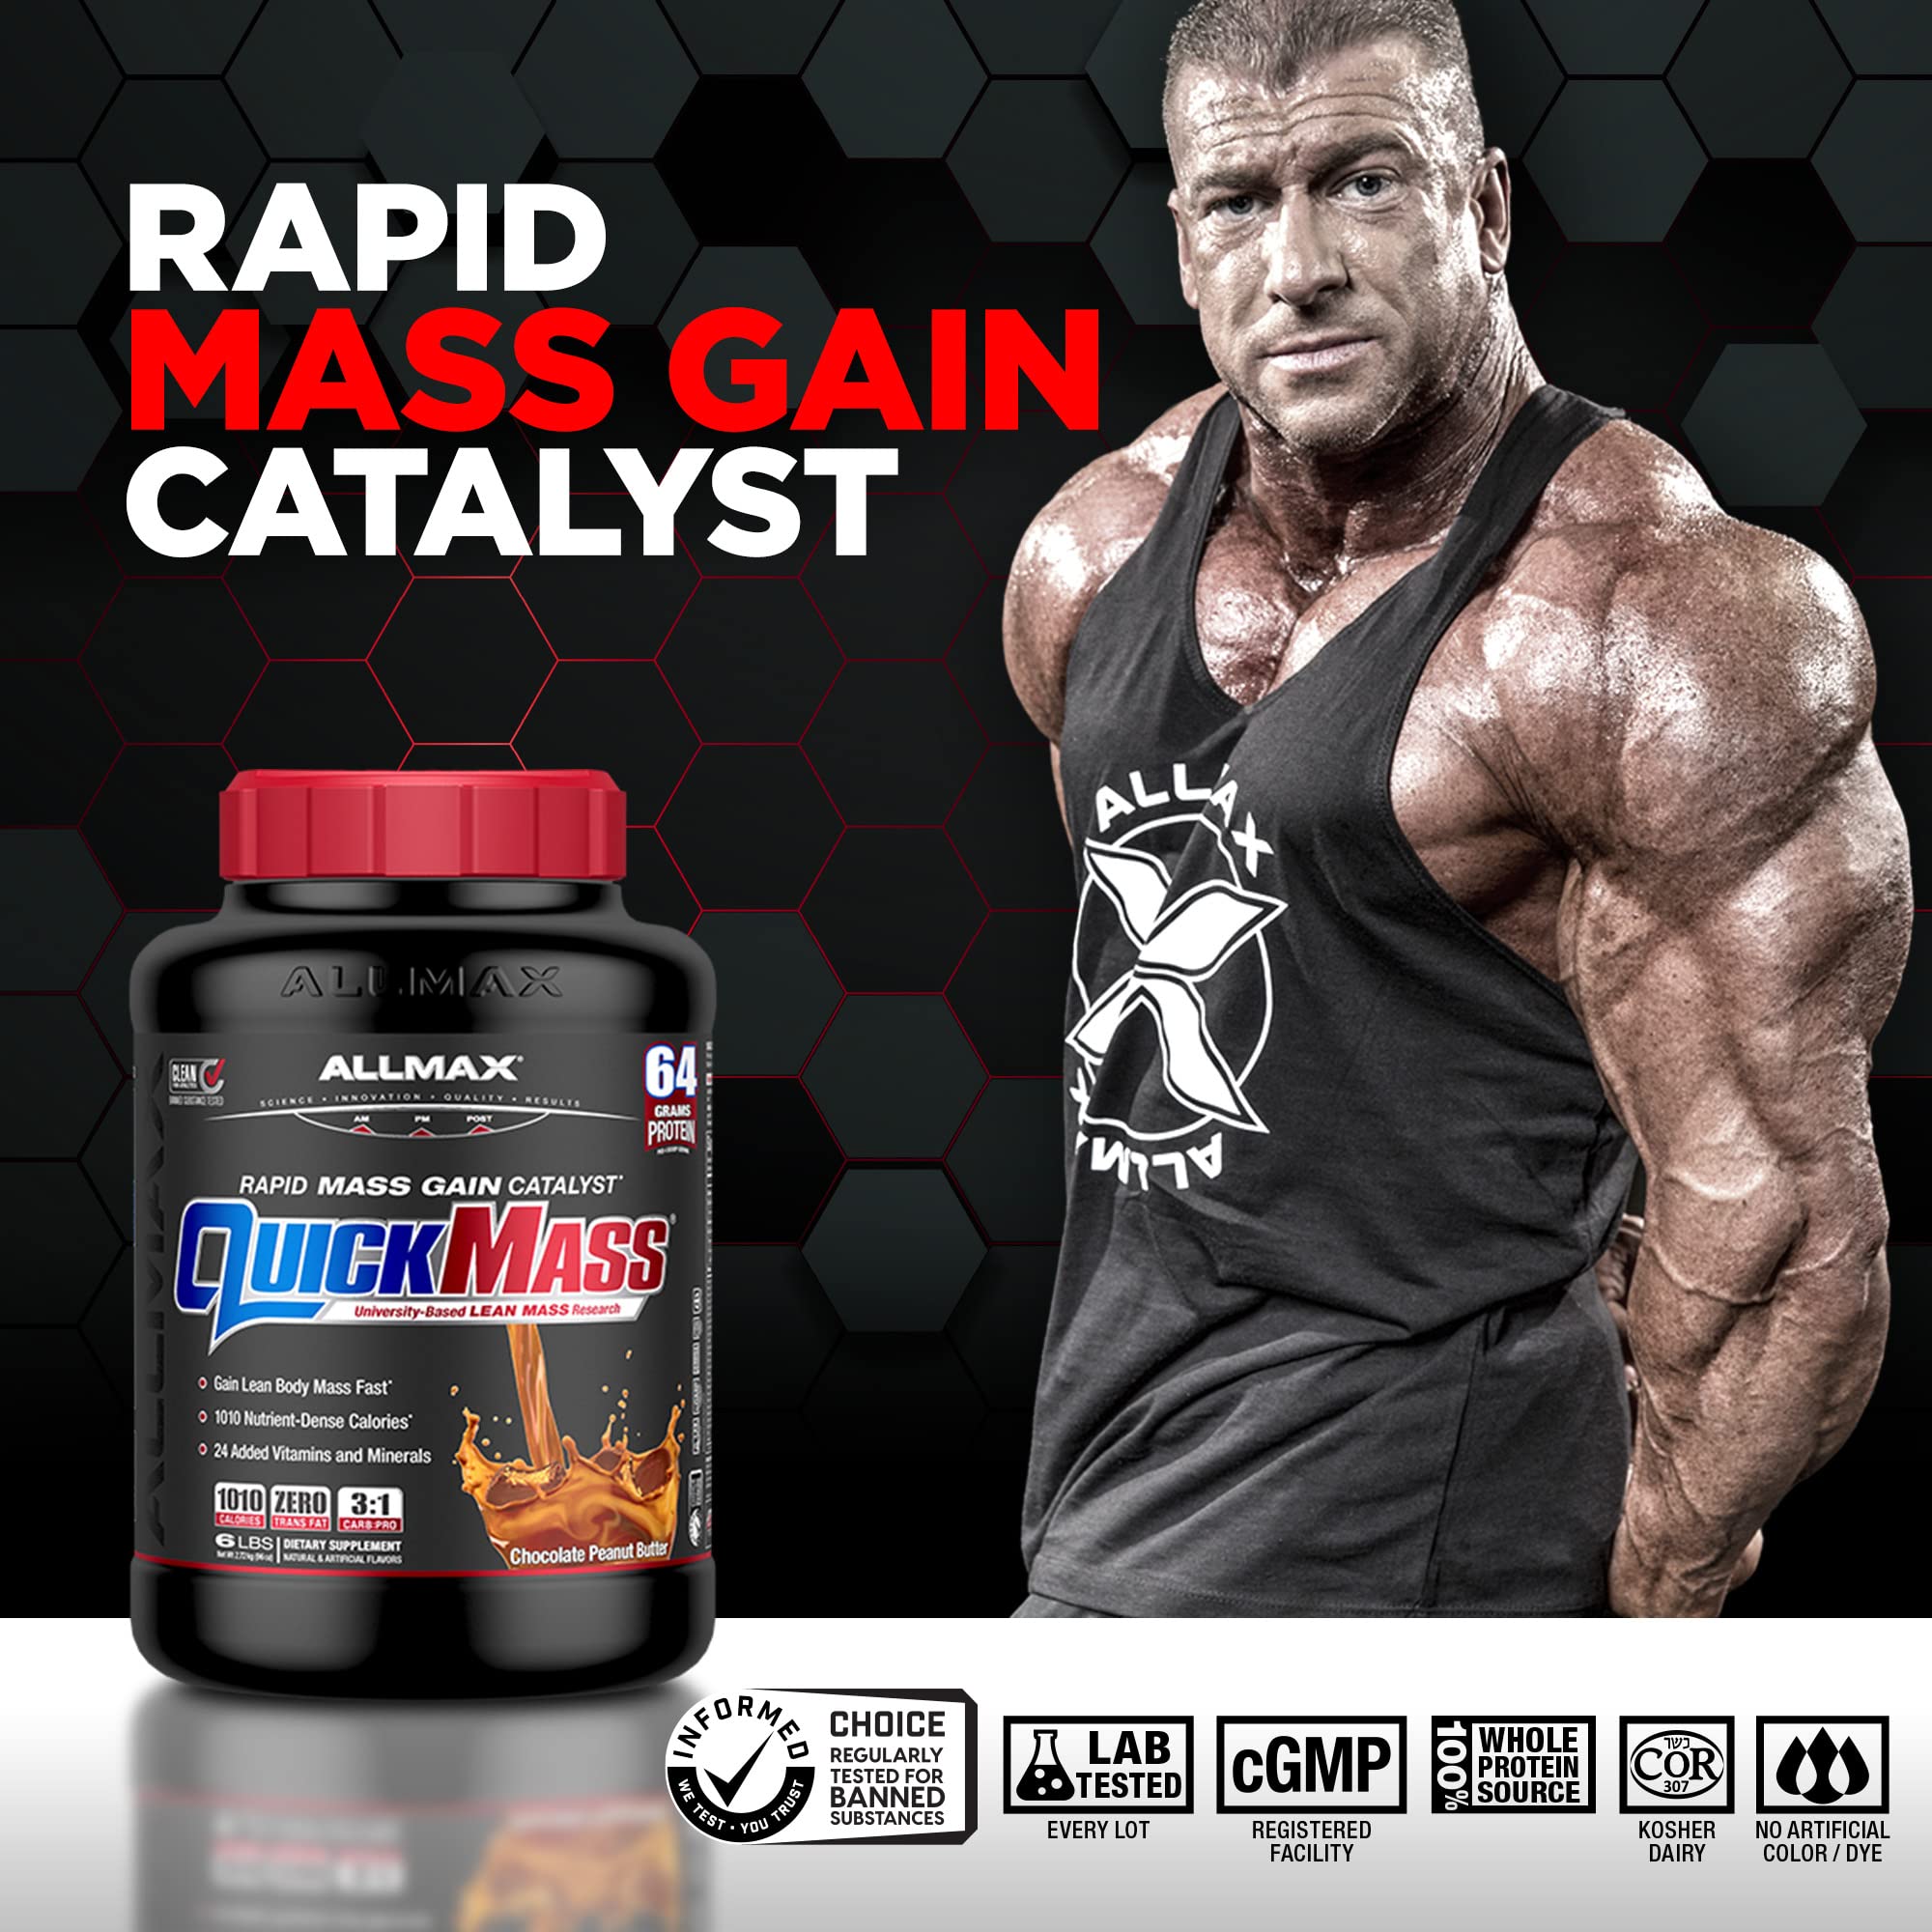 RAPID
MASS GAIN
CATALYST
ALLMAX
ALLMAX®
CLEAN
64
GRAMS
PROTEIN
SCIENCE • INNOVATION • QUALITY • RESULTS
AM PM POST
RAPID MASS GAIN CATALYST*
QUICKMASS®
University-Based LEAN MASS Research
Gain Lean Body Mass Fast*
1010 Nutrient-Dense Calories*
24 Added Vitamins and Minerals
1010 CALORIES
ZERO TRANS FAT
3:1 CARB:PRO
6 LBS
DIETARY SUPPLEMENT
NATURAL & ARTIFICIAL FLAVORS
Chocolate Peanut Butter
INFORMED
WE TEST • YOU TRUST
CHOICE
REGULARLY
TESTED FOR
BANNED
SUBSTANCES
LAB
TESTED
EVERY LOT
cGMP
REGISTERED
FACILITY
100%
WHOLE
PROTEIN
SOURCE
כשר
COR
307
KOSHER
DAIRY
NO ARTIFICIAL
COLOR / DYE